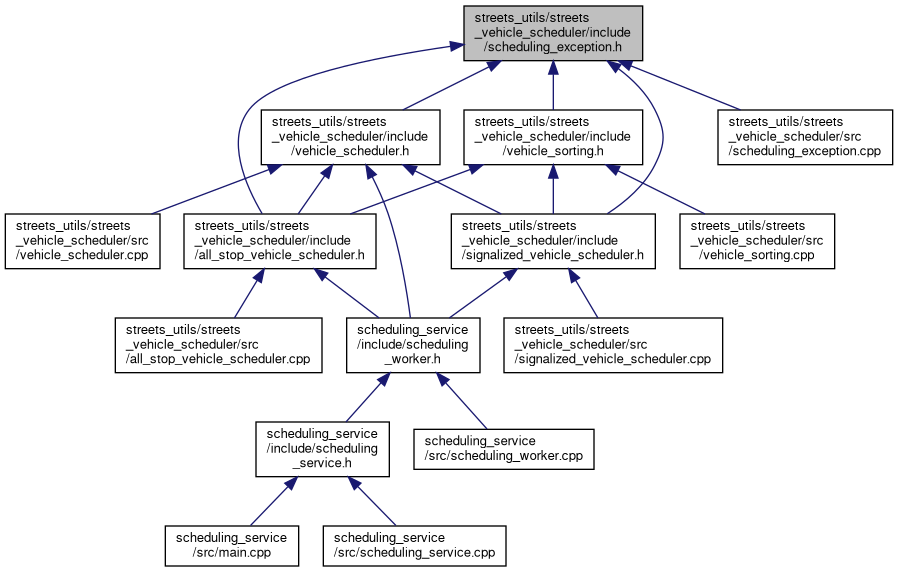 streets_utils/streets
_vehicle_scheduler/include
/scheduling_exception.h
streets_utils/streets
_vehicle_scheduler/include
/vehicle_scheduler.h
streets_utils/streets
_vehicle_scheduler/include
/vehicle_sorting.h
streets_utils/streets
_vehicle_scheduler/src
/scheduling_exception.cpp
streets_utils/streets
_vehicle_scheduler/src
/vehicle_scheduler.cpp
streets_utils/streets
_vehicle_scheduler/include
/all_stop_vehicle_scheduler.h
streets_utils/streets
_vehicle_scheduler/include
/signalized_vehicle_scheduler.h
streets_utils/streets
_vehicle_scheduler/src
/vehicle_sorting.cpp
streets_utils/streets
_vehicle_scheduler/src
/all_stop_vehicle_scheduler.cpp
scheduling_service
/include/scheduling
_worker.h
streets_utils/streets
_vehicle_scheduler/src
/signalized_vehicle_scheduler.cpp
scheduling_service
/include/scheduling
_service.h
scheduling_service
/src/scheduling_worker.cpp
scheduling_service
/src/main.cpp
scheduling_service
/src/scheduling_service.cpp